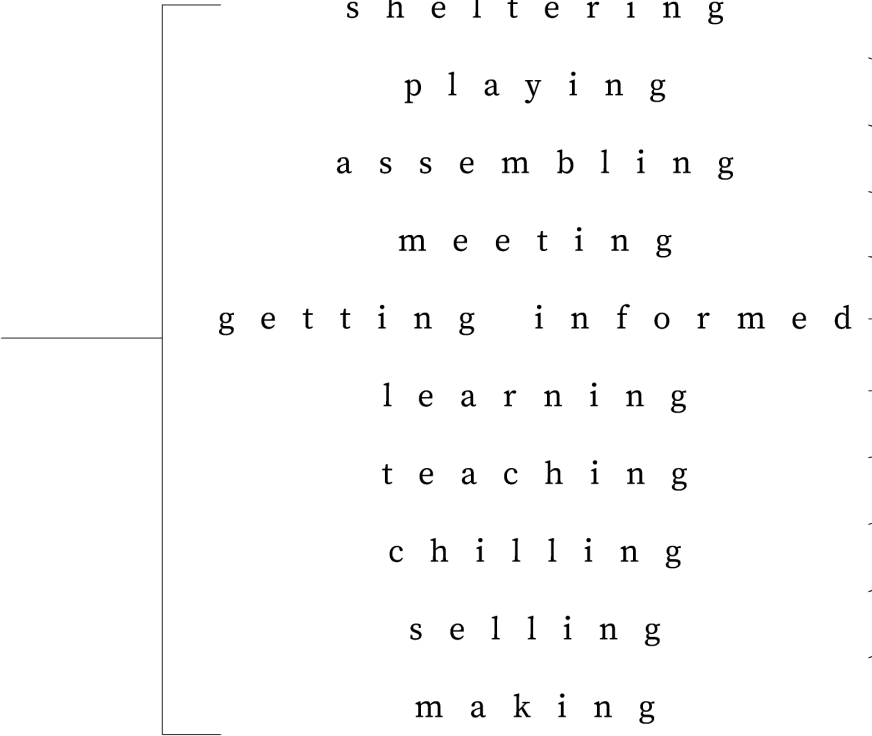 sheltering
playing
assembling
meeting
getting informed
learning
teaching
chilling
selling
making